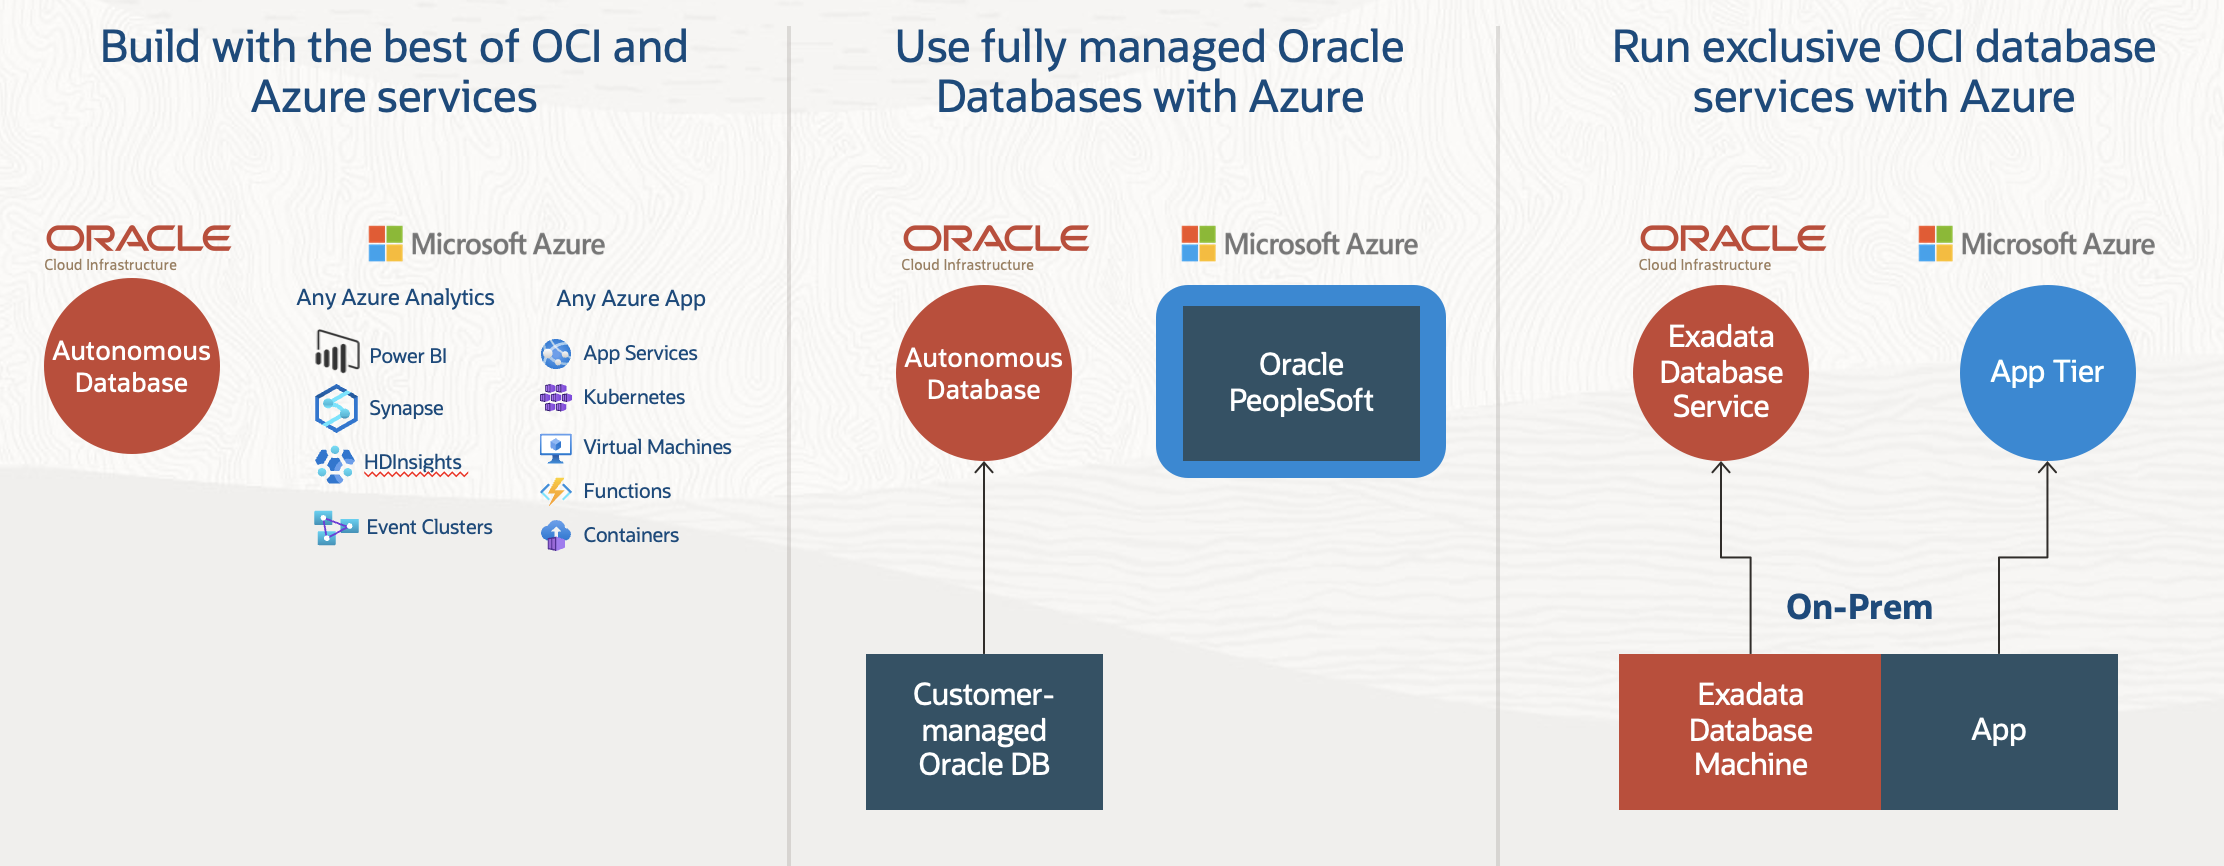 Build with the best of OCI and
Azure services
ORACLE
Cloud Infrastructure
Microsoft Azure
Autonomous
Database
Any Azure Analytics
Power BI
Synapse
HDInsights
Event Clusters
Any Azure App
App Services
Kubernetes
Virtual Machines
Functions
Containers
Use fully managed Oracle
Databases with Azure
ORACLE
Cloud Infrastructure
Microsoft Azure
Autonomous
Database
Oracle
PeopleSoft
Customer-
managed
Oracle DB
Run exclusive OCI database
services with Azure
ORACLE
Cloud Infrastructure
Microsoft Azure
Exadata
Database
Service
App Tier
On-Prem
Exadata
Database
Machine
App